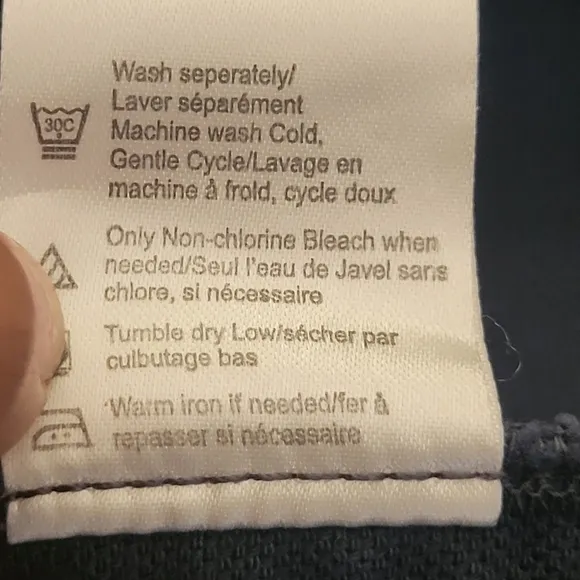 Wash seperately/
Laver séparément
30C
Machine wash Cold,
Gentle Cycle/Lavage en
machine à froid, cycle doux
Only Non-chlorine Bleach when
needed/Seul l'eau de Javel sans
chlore, si nécessaire
Tumble dry Low/sécher par
culbutage bas
Warm iron if needed/fer à
repasser si nécessaire